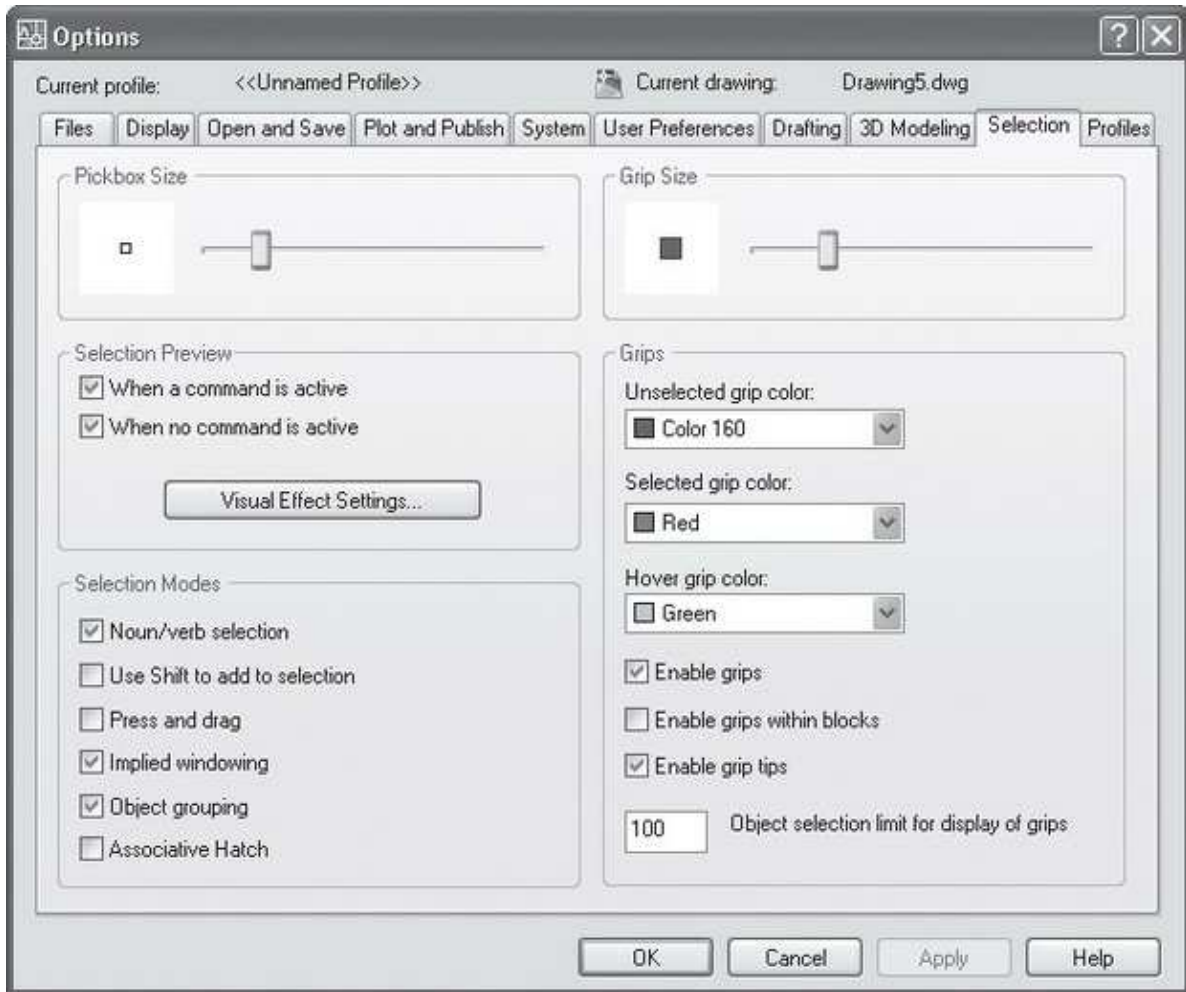 Options
Current profile: <<Unnamed Profile>> Current drawing: Drawing5.dwg
Files Display Open and Save Plot and Publish System User Preferences Drafting 3D Modeling Selection Profiles
Pickbox Size
Grip Size
Selection Preview
When a command is active
When no command is active
Visual Effect Settings...
Selection Modes
Noun/verb selection
Use Shift to add to selection
Press and drag
Implied windowing
Object grouping
Associative Hatch
Grips
Unselected grip color:
Color 160
Selected grip color:
Red
Hover grip color:
Green
Enable grips
Enable grips within blocks
Enable grip tips
100 Object selection limit for display of grips
OK Cancel Apply Help